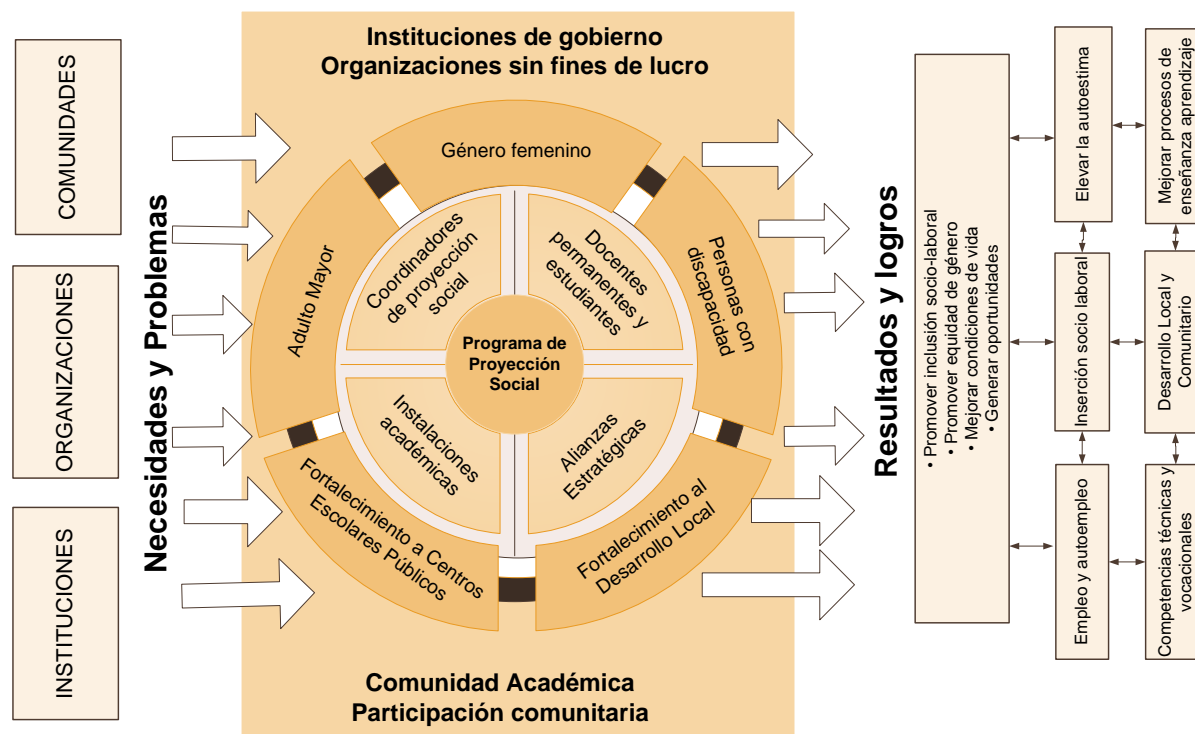 COMUNIDADES
ORGANIZACIONES
INSTITUCIONES
Necesidades y Problemas
Instituciones de gobierno
Organizaciones sin fines de lucro
Género femenino
Adulto Mayor
Personas con
discapacidad
Fortalecimiento a Centros
Escolares Públicos
Fortalecimiento al
Desarrollo Local
Coordinadores
de proyección
social
Docentes
permanentes y
estudiantes
Programa de
Proyección
Social
Instalaciones
académicas
Alianzas
Estratégicas
Comunidad Académica
Participación comunitaria
Resultados y logros
• Promover inclusión socio-laboral
• Promover equidad de género
• Mejorar condiciones de vida
• Generar oportunidades
Elevar la autoestima
Inserción socio laboral
Empleo y autoempleo
Mejorar procesos de
enseñanza aprendizaje
Desarrollo Local y
Comunitario
Competencias técnicas y
vocacionales